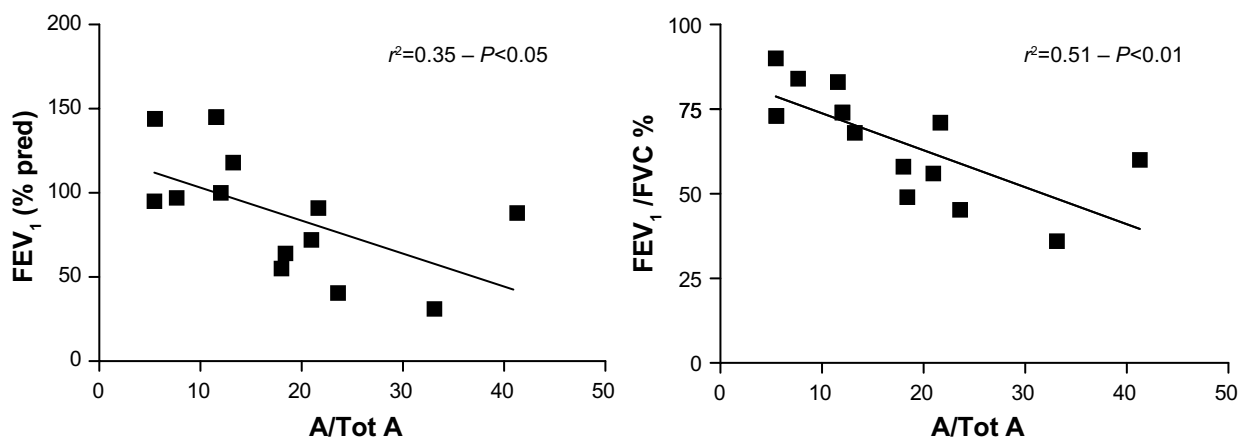 r²=0.35 – P<0.05
FEV₁ (% pred)
200
150
100
50
0
0 10 20 30 40 50
A/Tot A
r²=0.51 – P<0.01
FEV₁ /FVC %
100
75
50
25
0
0 10 20 30 40 50
A/Tot A